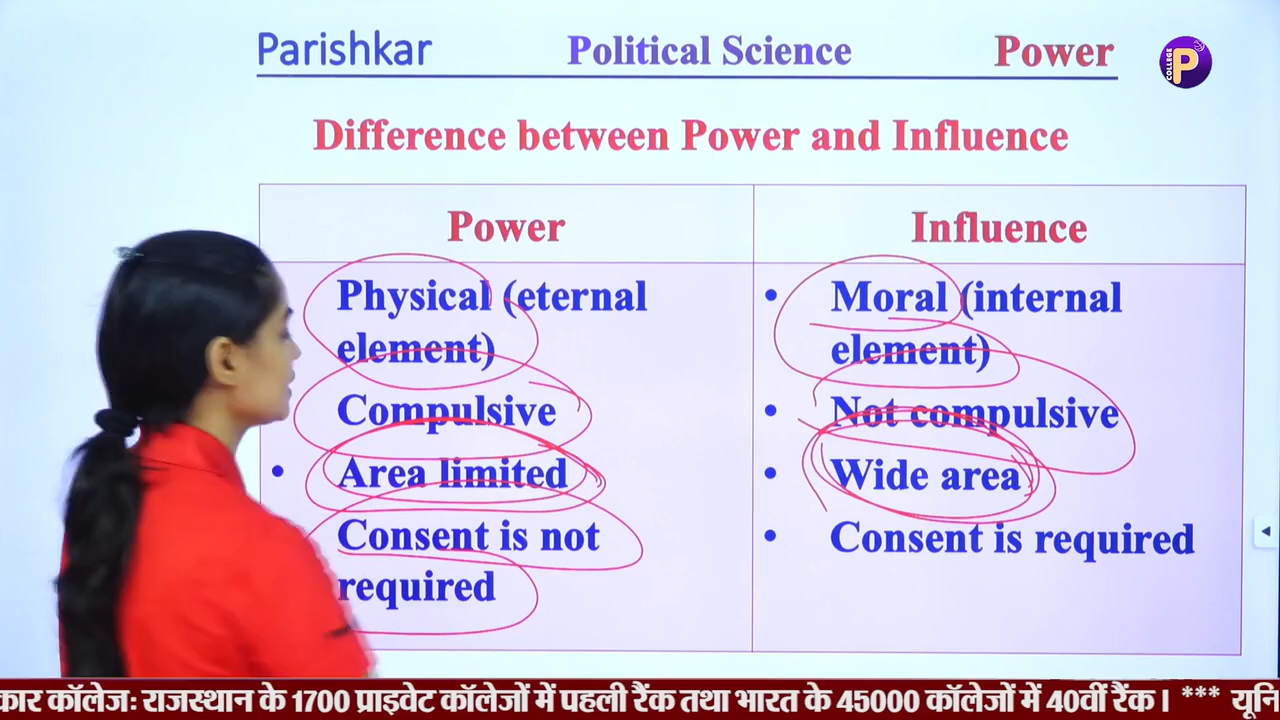 Parishkar Political Science Power
COLLEGE P
Difference between Power and Influence
Power
Influence
Physical (eternal
element)
Compulsive
• Area limited
Consent is not
required
• Moral (internal
element)
• Not compulsive
• Wide area
• Consent is required
कार कॉलेजः राजस्थान के 1700 प्राइवेट कॉलेजों में पहली रैंक तथा भारत के 45000 कॉलेजों में 40वीं रैंक। *** यूनि